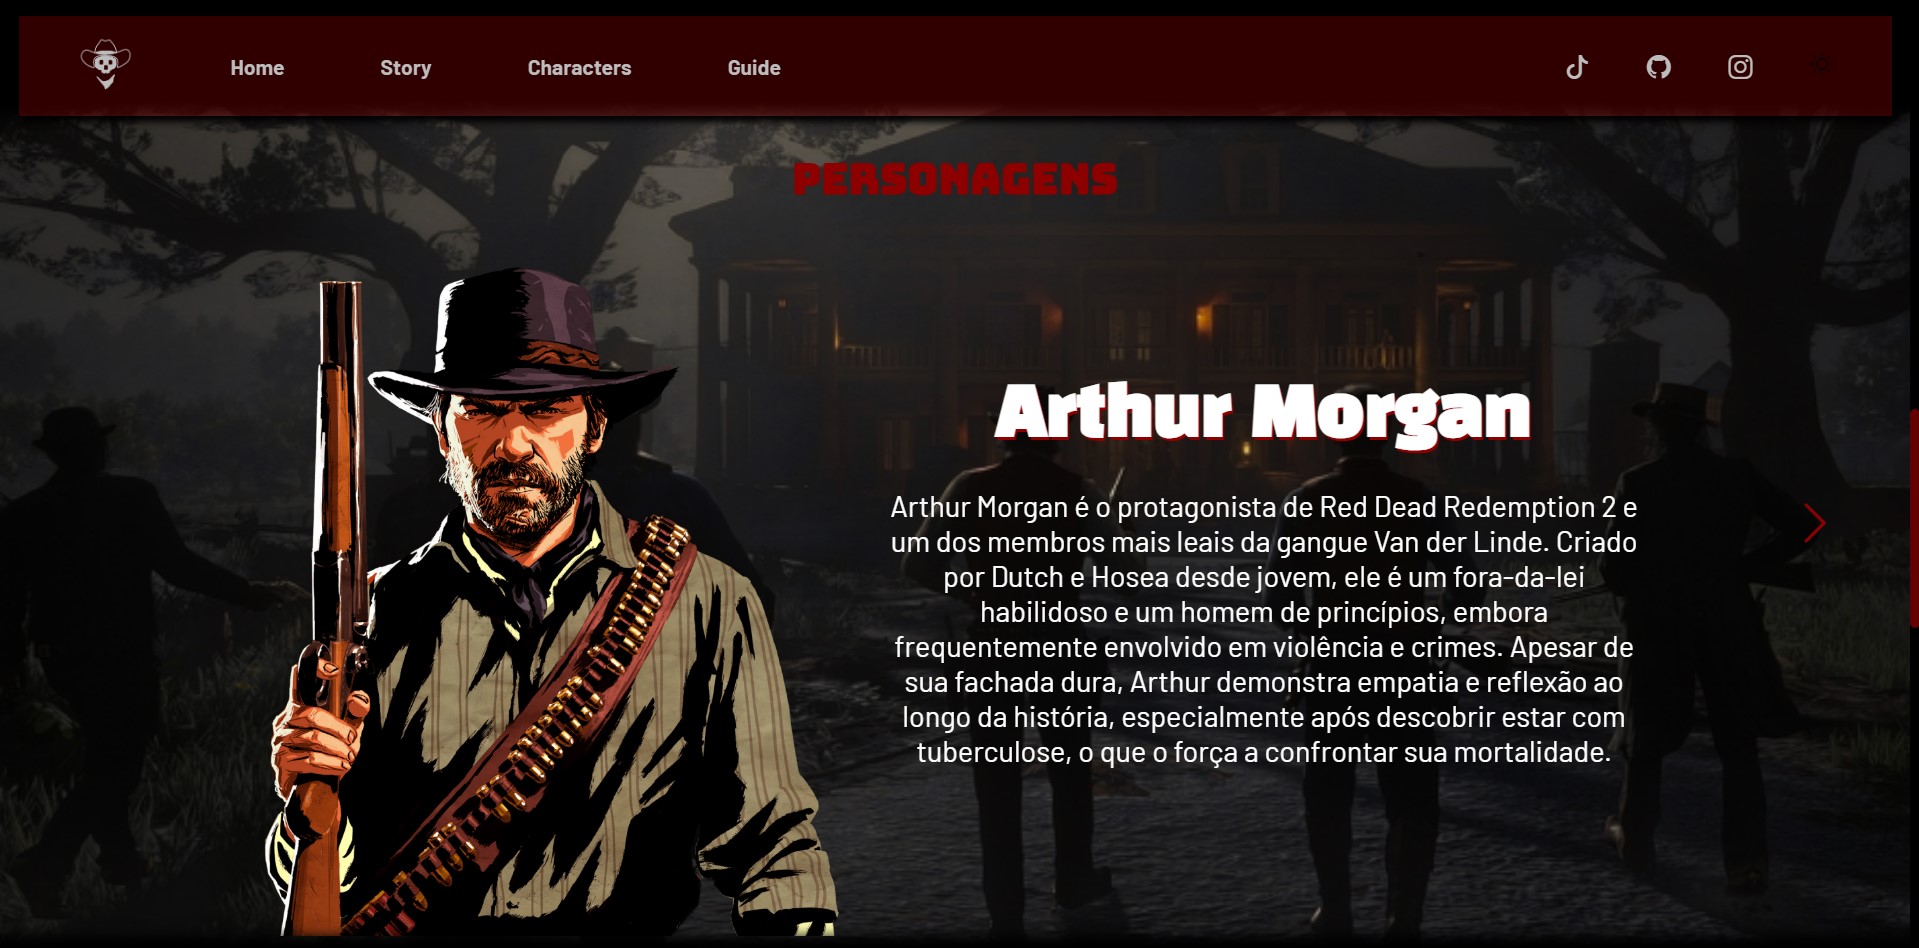 Home
Story
Characters
Guide
PERSONAGENS
Arthur Morgan
Arthur Morgan é o protagonista de Red Dead Redemption 2 e
um dos membros mais leais da gangue Van der Linde. Criado
por Dutch e Hosea desde jovem, ele é um fora-da-lei
habilidoso e um homem de princípios, embora
frequentemente envolvido em violência e crimes. Apesar de
sua fachada dura, Arthur demonstra empatia e reflexão ao
longo da história, especialmente após descobrir estar com
tuberculose, o que o força a confrontar sua mortalidade.